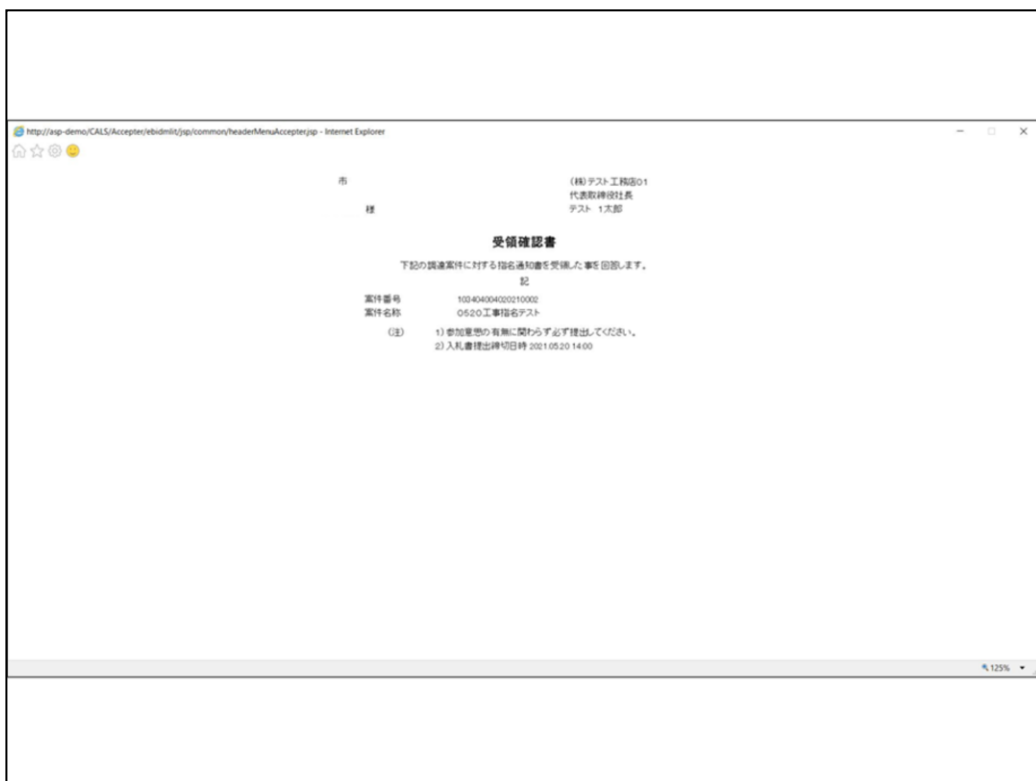 http://asp-demo/CALS/Accepter/ebidmlit/jsp/common/headerMenuAccepter.jsp - Internet Explorer
市
(株)テスト工務店01
代表取締役社長
様
テスト 1太郎
受領確認書
下記の調達案件に対する指名通知書を受領した事を回答します。
記
案件番号 103404004020210002
案件名称 0520工事指名テスト
(注) 1)参加意思の有無に関わらず必ず提出してください。
2)入札書提出締切日時 2021.05.20 14:00
125%